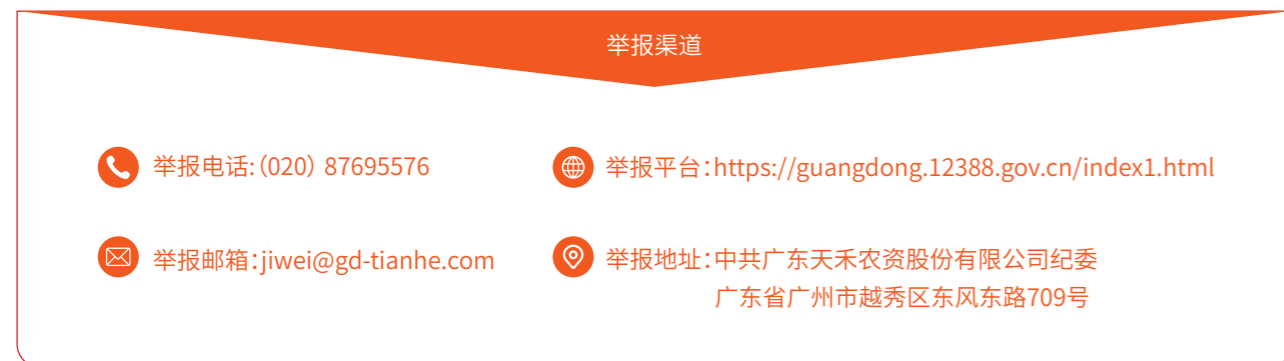 举报渠道
举报电话:（020）87695576
举报平台：https://guangdong.12388.gov.cn/index1.html
举报邮箱：jiwei@gd-tianhe.com
举报地址：中共广东天禾农资股份有限公司纪委
广东省广州市越秀区东风东路709号